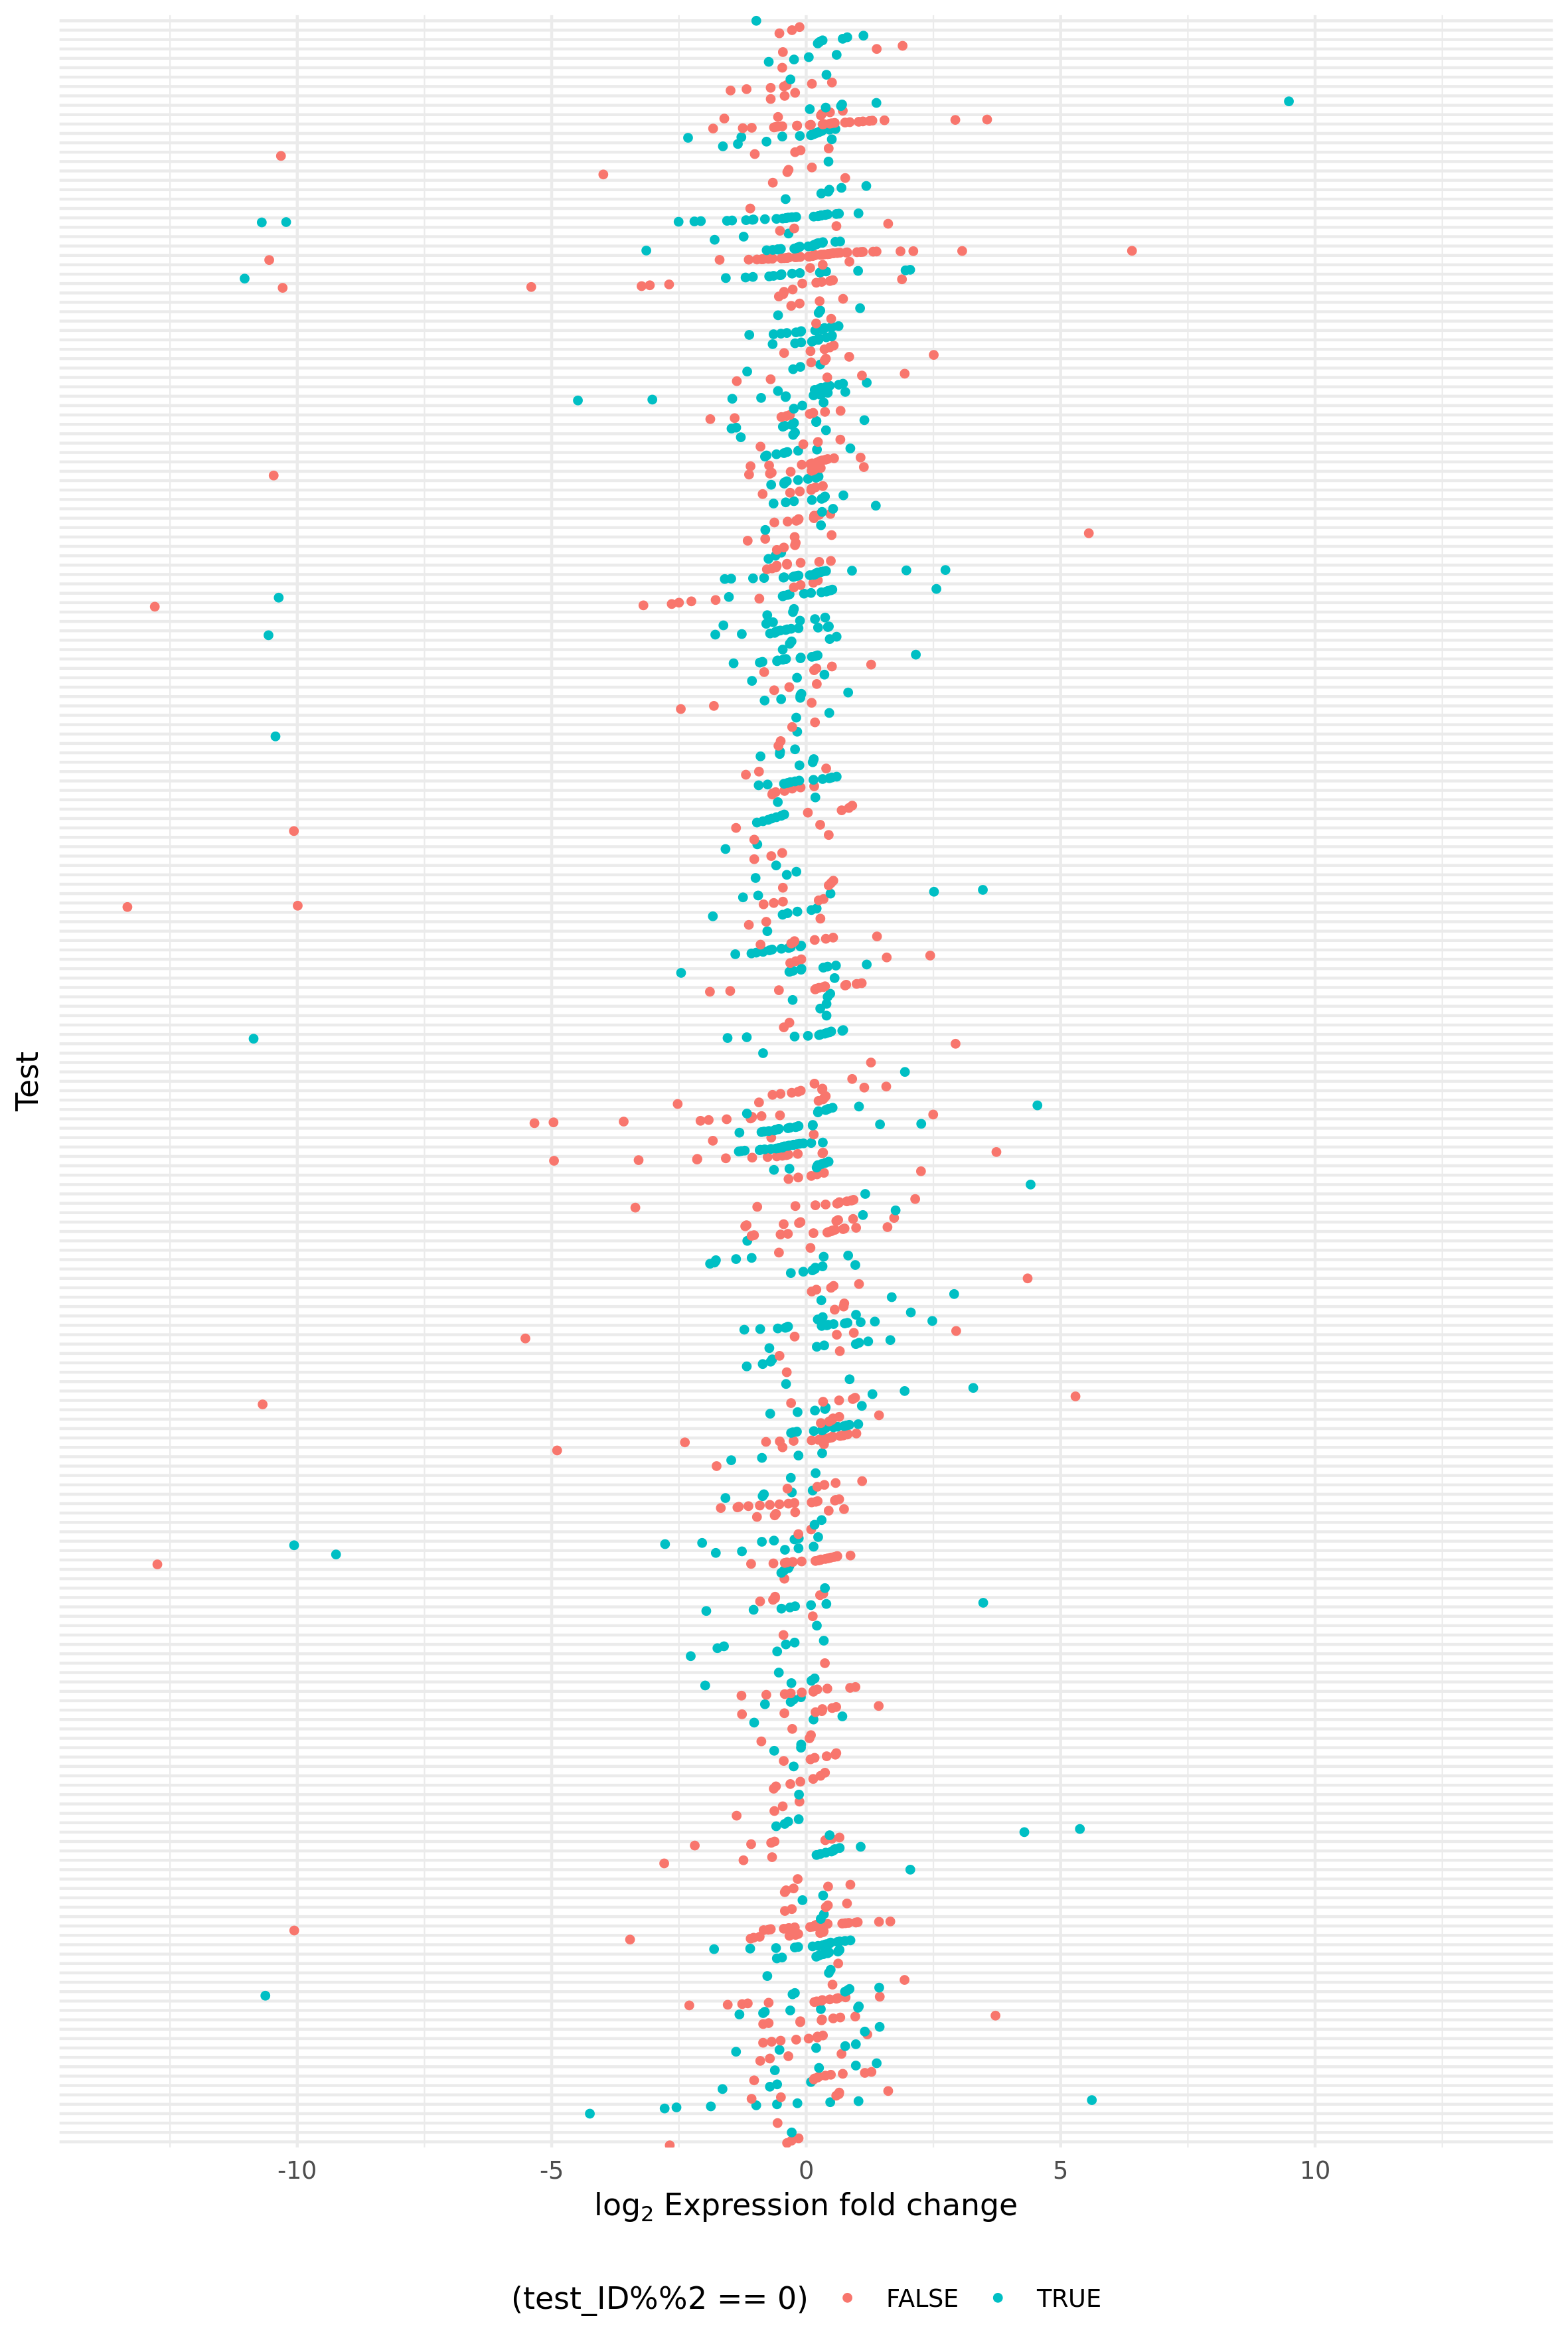 Test
-10 -5 0 5 10
log₂ Expression fold change
(test_ID%%2 == 0) FALSE TRUE